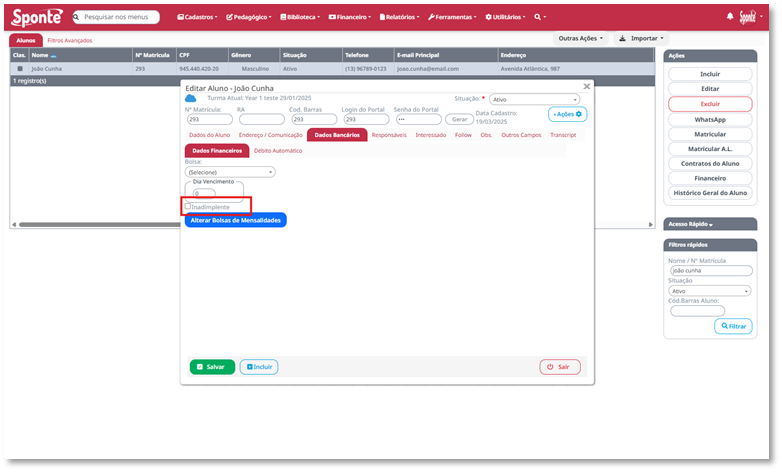 Sponte
Pesquisar nos menus
Cadastros
Pedagógico
Biblioteca
Financeiro
Relatórios
Ferramentas
Utilitários
Sponte
Alunos
Filtros Avançados
Outras Ações
Importar
Clas.
Nome
Nº Matrícula
CPF
Gênero
Situação
Telefone
E-mail Principal
Endereço
João Cunha
293
945.440.420-20
Masculino
Ativo
(13) 96789-0123
joao.cunha@email.com
Avenida Atlântica, 987
1 registro(s)
Editar Aluno - João Cunha
Turma Atual: Year 1 teste 29/01/2025
Situação: *
Ativo
Nº Matrícula:
RA
Cod. Barras
Login do Portal
Senha do Portal
293
293
293
•••
Gerar
Data Cadastro:
19/03/2025
Ações
Dados do Aluno
Endereço / Comunicação
Dados Bancários
Responsáveis
Interessado
Follow
Obs.
Outros Campos
Transcript
Dados Financeiros
Débito Automático
Bolsa:
(Selecione)
Dia Vencimento
0
Inadimplente
Alterar Bolsas de Mensalidades
Salvar
Incluir
Sair
Ações
Incluir
Editar
Excluir
WhatsApp
Matricular
Matricular A.L.
Contratos do Aluno
Financeiro
Histórico Geral do Aluno
Acesso Rápido
Filtros rápidos
Nome / Nº Matrícula
joão cunha
Situação
Ativo
Cód.Barras Aluno:
Filtrar